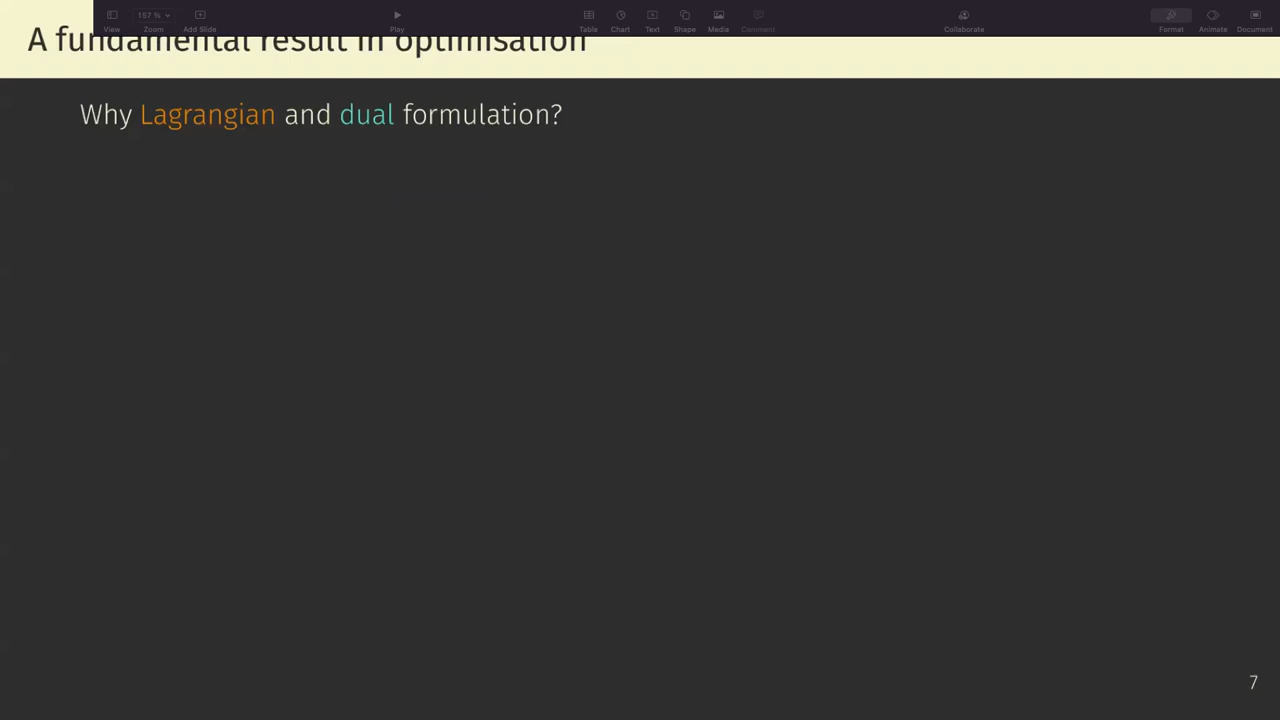 View 157 % Zoom Add Slide Play Table Chart Text Shape Media Comment Collaborate Format Animate Document
A fundamental result in optimisation
Why Lagrangian and dual formulation?
7